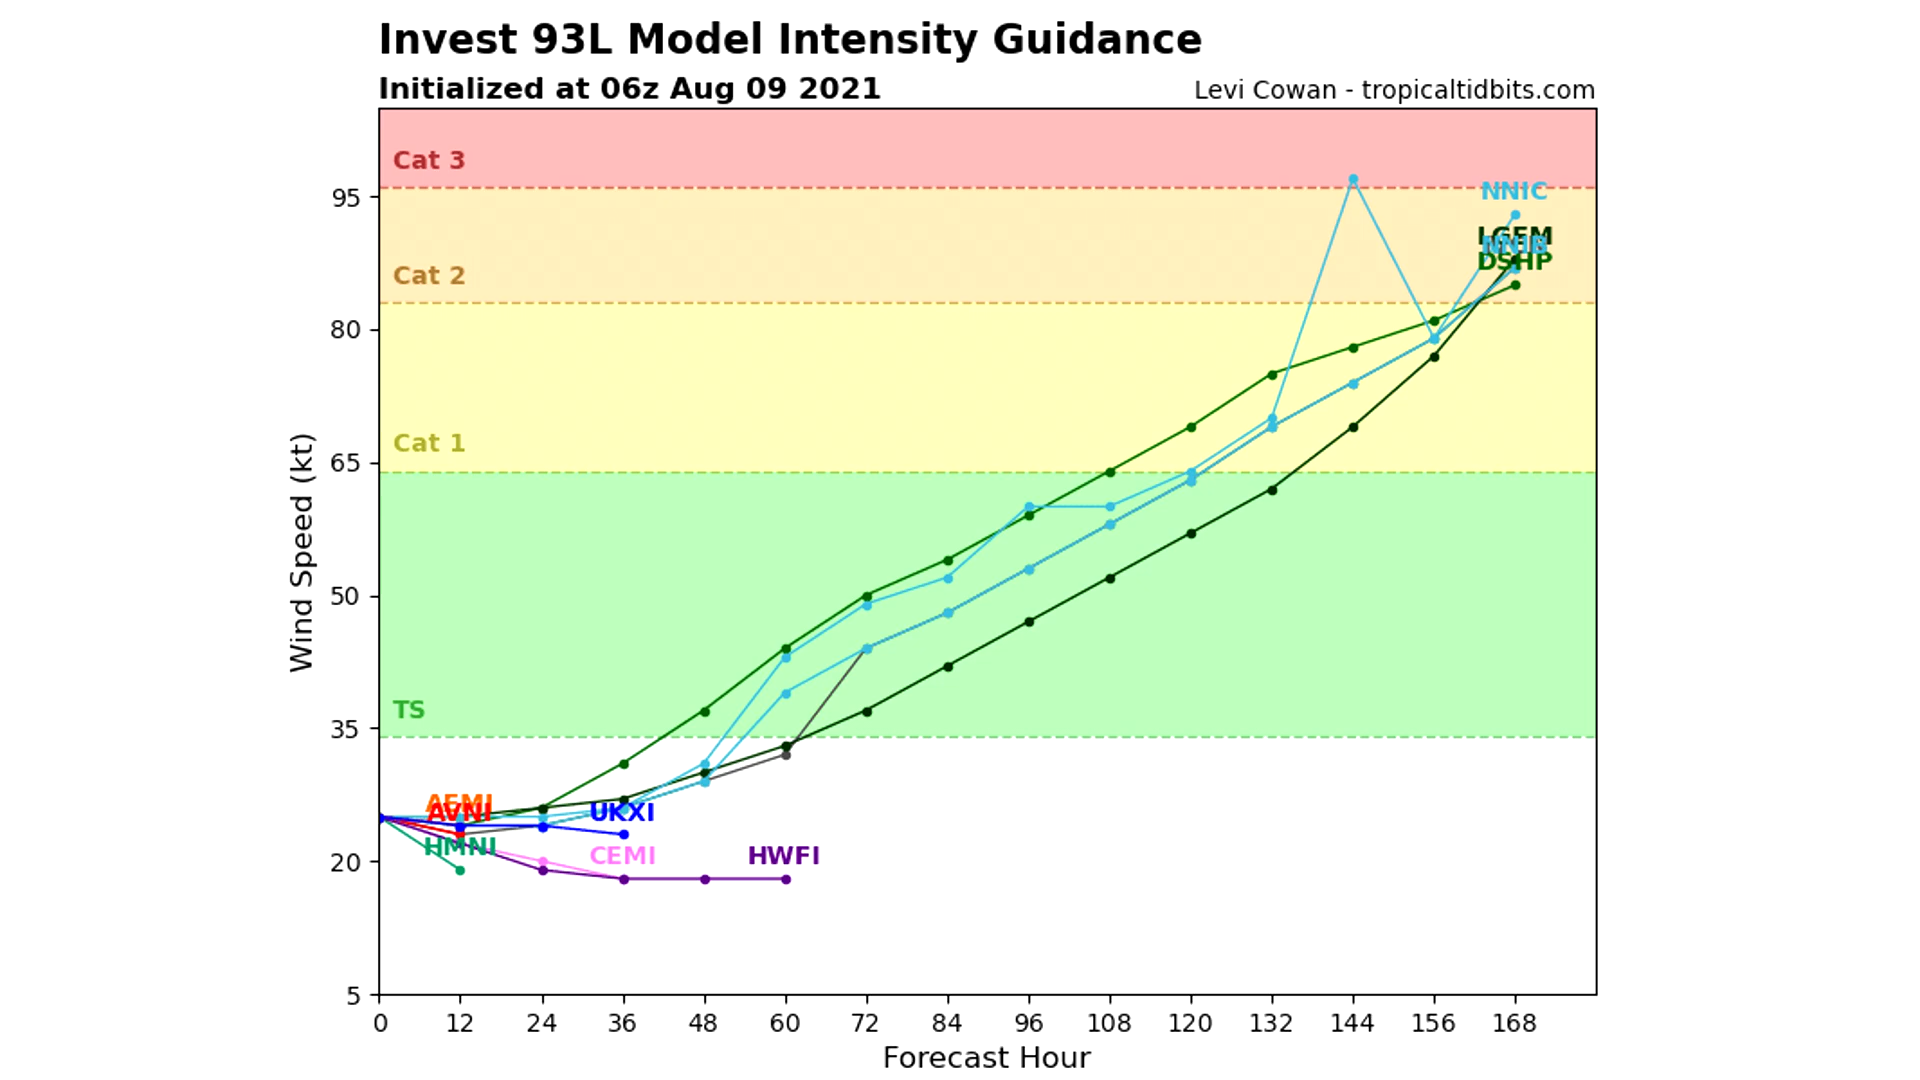 Invest 93L Model Intensity Guidance
Initialized at 06z Aug 09 2021
Levi Cowan - tropicaltidbits.com
Cat 3
95
NNIC
LGEM
NNIB
DSHP
Cat 2
80
Cat 1
65
Wind Speed (kt)
50
TS
35
AEMI
AVNI
UKXI
HMNI
CEMI
HWFI
20
5
0 12 24 36 48 60 72 84 96 108 120 132 144 156 168
Forecast Hour